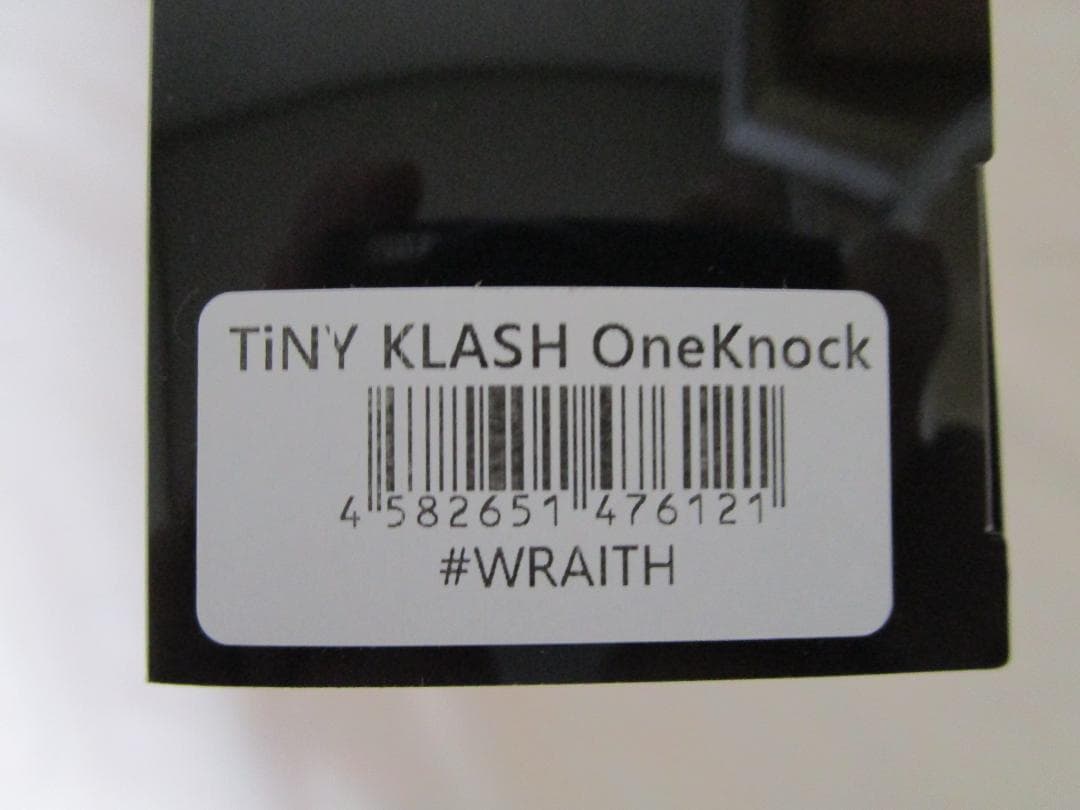 TiNY KLASH OneKnock
4 582651 476121
#WRAITH